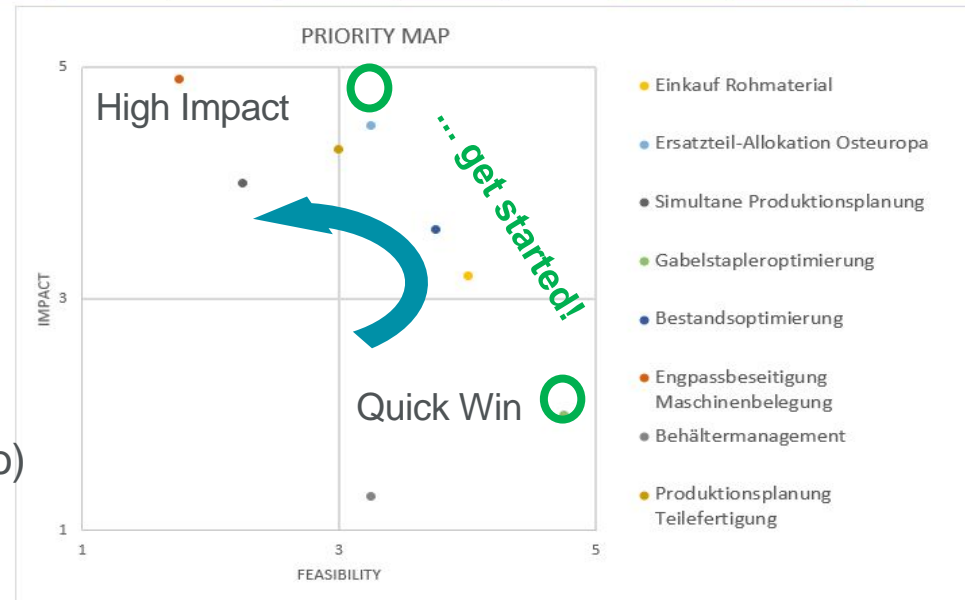 PRIORITY MAP
5
High Impact
... get started!
IMPACT
3
Quick Win
o)
1
1
3
5
FEASIBILITY
Einkauf Rohmaterial
Ersatzteil-Allokation Osteuropa
Simultane Produktionsplanung
Gabelstapleroptimierung
Bestandsoptimierung
Engpassbeseitigung
Maschinenbelegung
Behältermanagement
Produktionsplanung
Teilefertigung